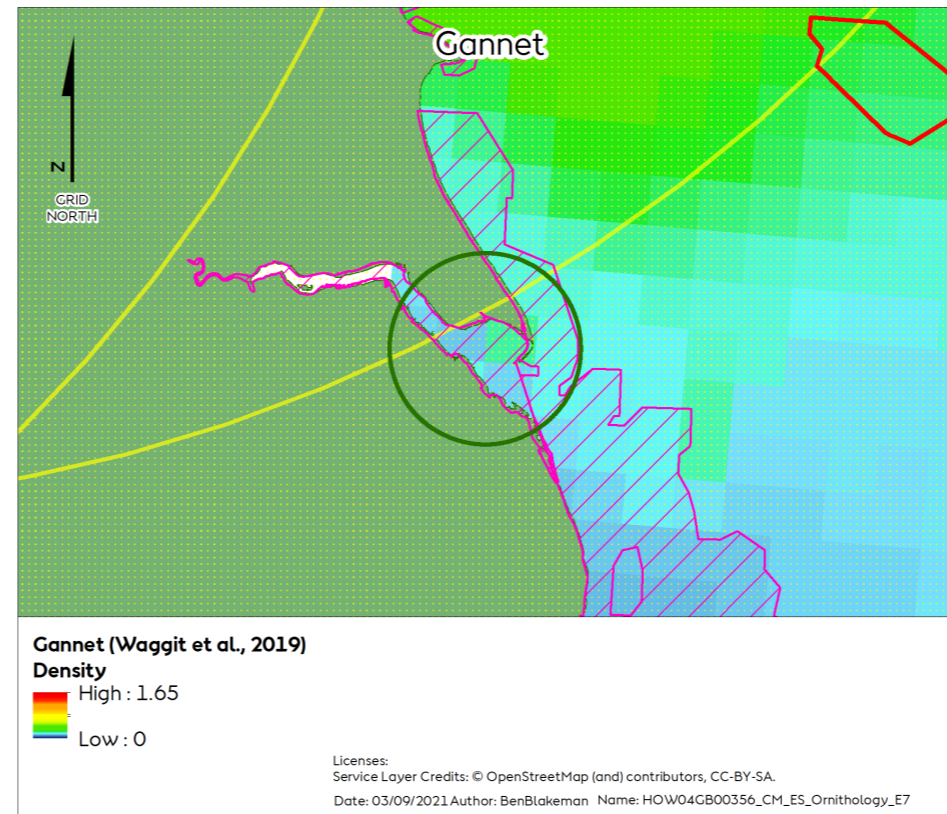 Gannet
N
GRID
NORTH
Gannet (Waggit et al., 2019)
Density
High : 1.65
Low : 0
Licenses:
Service Layer Credits: © OpenStreetMap (and) contributors, CC-BY-SA.
Date: 03/09/2021 Author: BenBlakeman Name: HOW04GB00356_CM_ES_Ornithology_E7